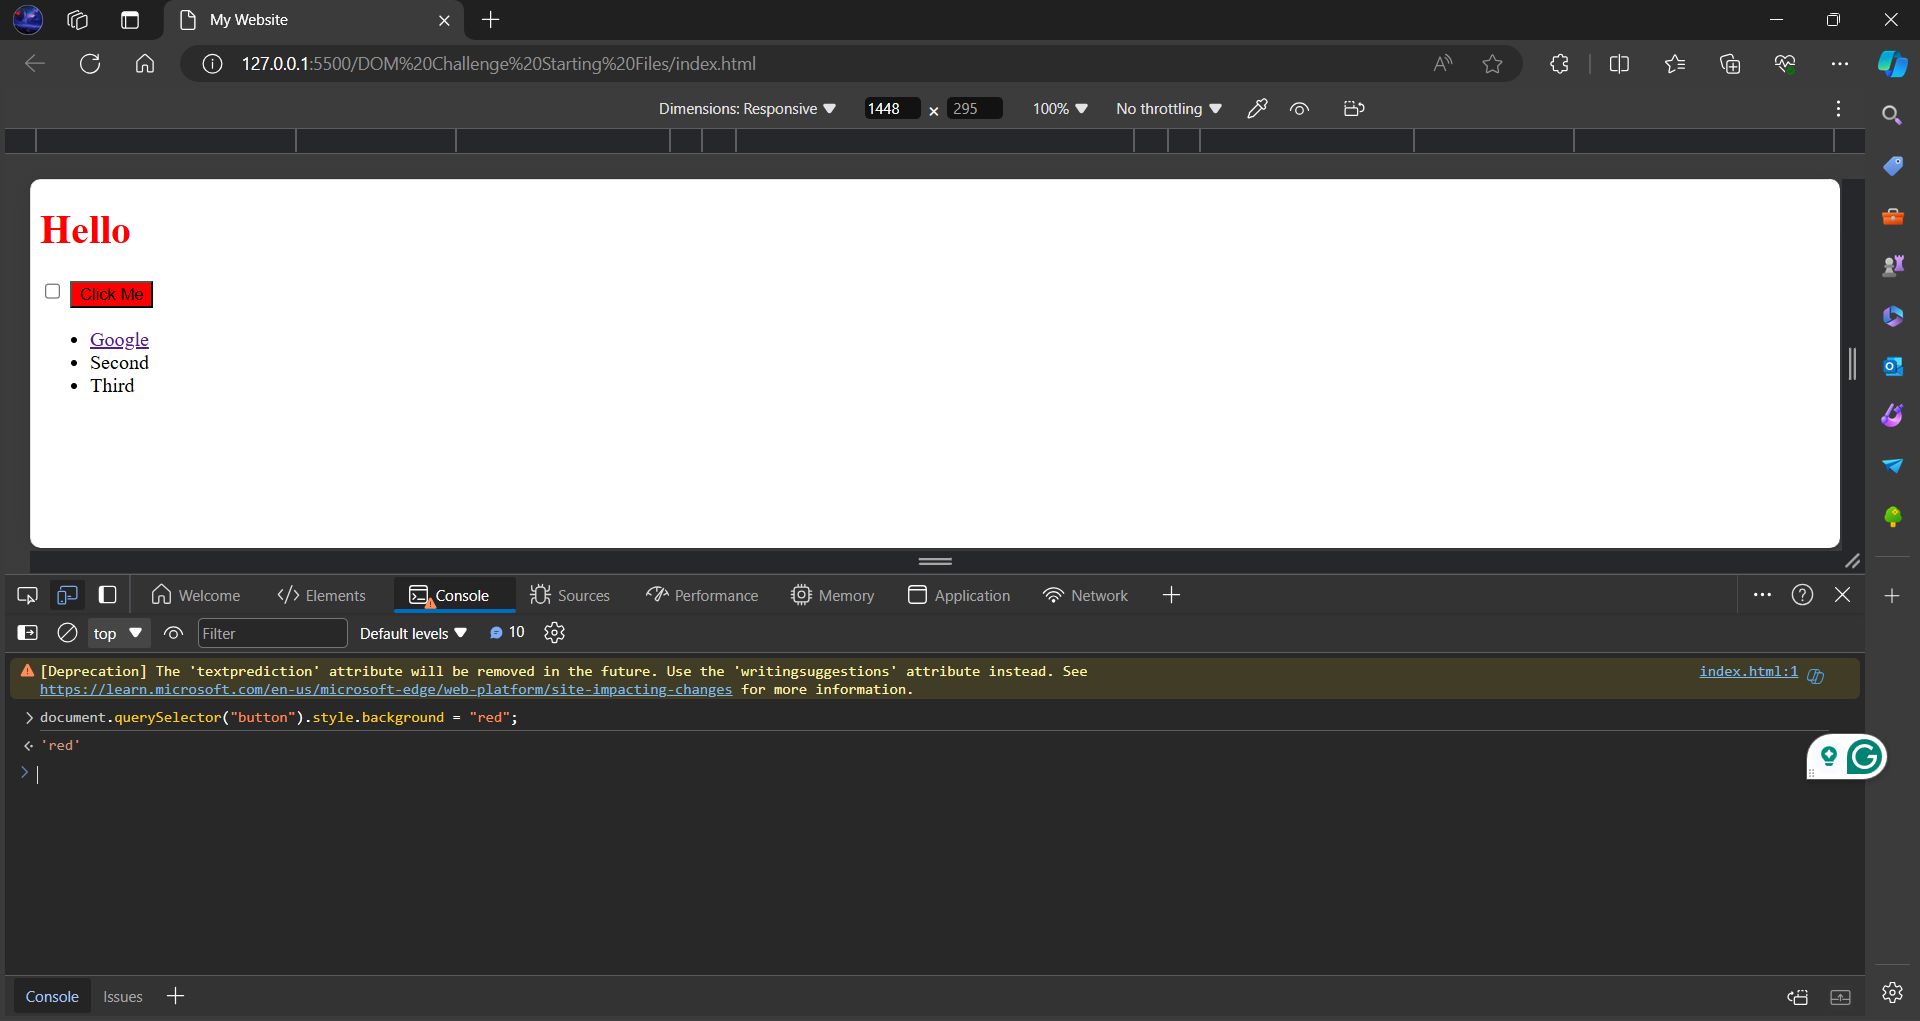 My Website
127.0.0.1:5500/DOM%20Challenge%20Starting%20Files/index.html
Dimensions: Responsive 1448 × 295 100% No throttling
Hello
Click Me
Google
Second
Third
Welcome Elements Console Sources Performance Memory Application Network
top Filter Default levels 10
[Deprecation] The 'textprediction' attribute will be removed in the future. Use the 'writingsuggestions' attribute instead. See index.html:1
https://learn.microsoft.com/en-us/microsoft-edge/web-platform/site-impacting-changes for more information.
> document.querySelector("button").style.background = "red";
'red'
>
Console Issues